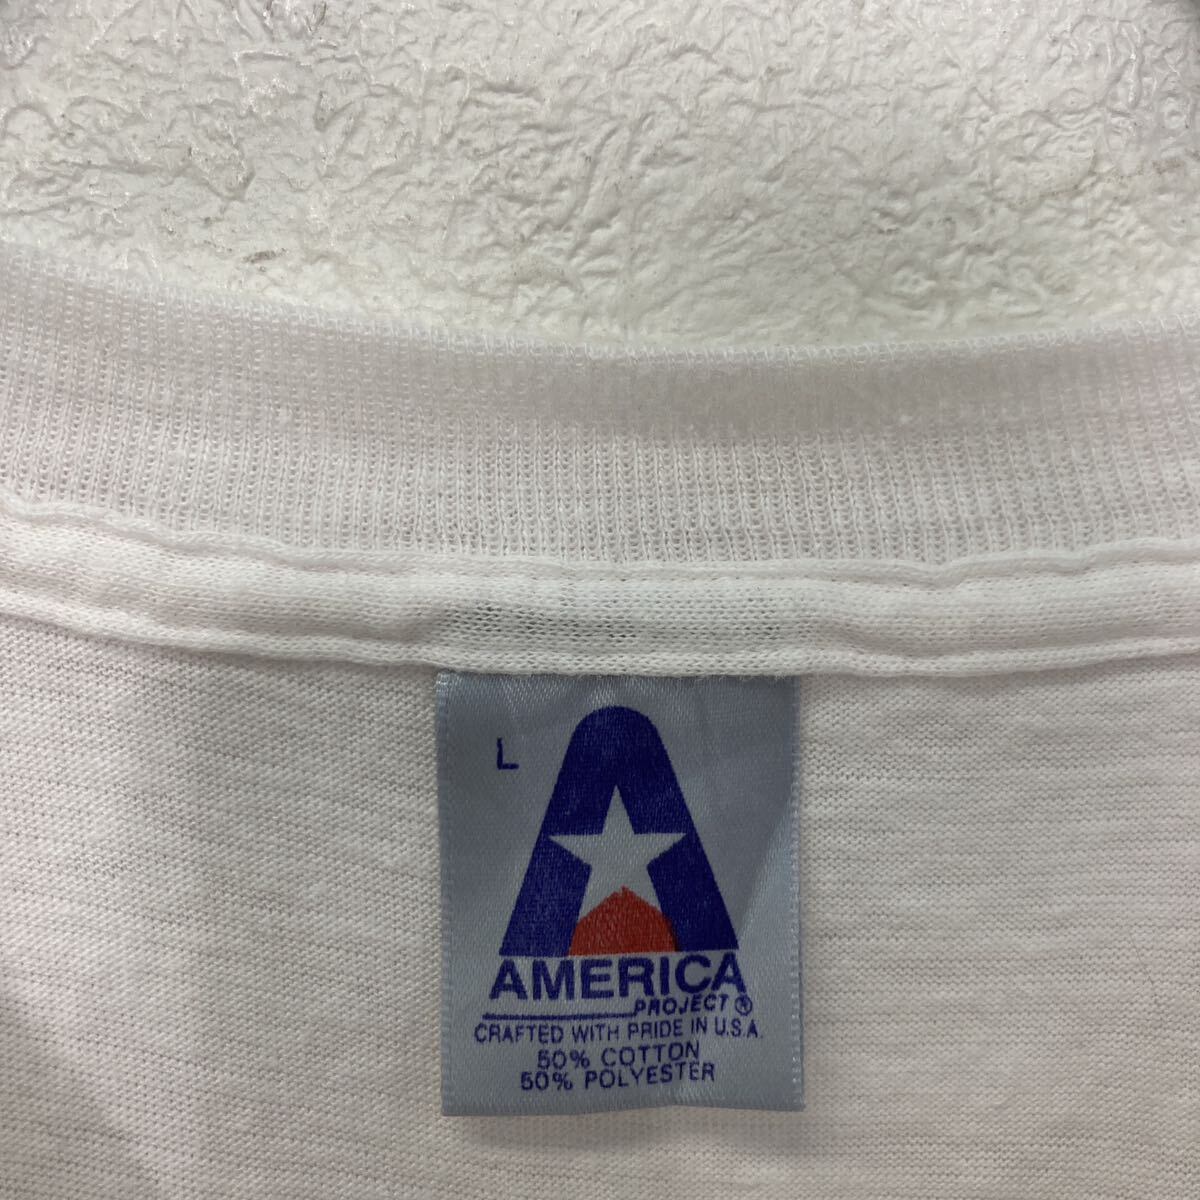 L
AMERICA
PROJECT®
CRAFTED WITH PRIDE IN U.S.A.
50% COTTON
50% POLYESTER